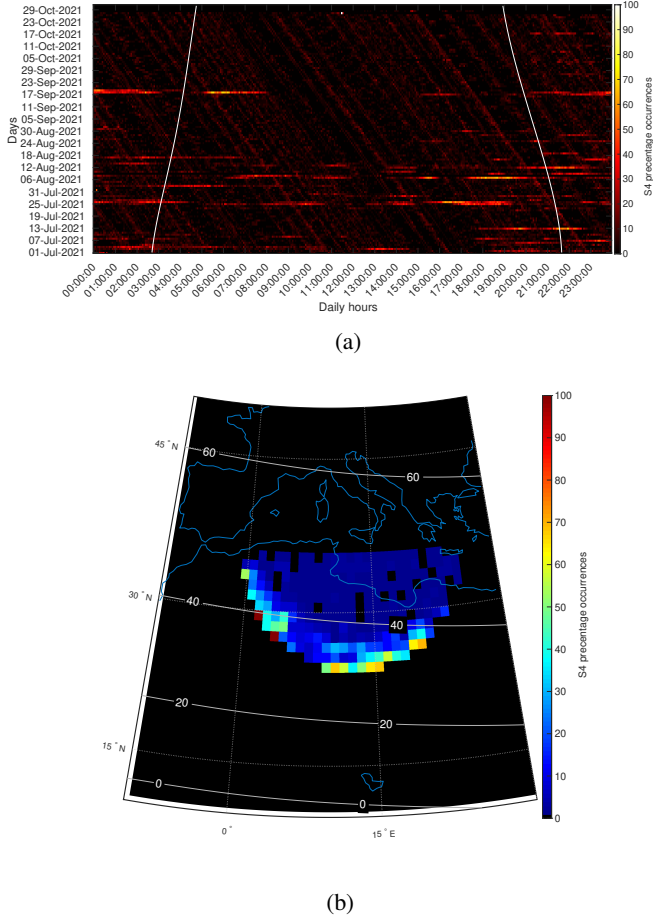 29-Oct-2021
23-Oct-2021
17-Oct-2021
11-Oct-2021
05-Oct-2021
29-Sep-2021
23-Sep-2021
17-Sep-2021
11-Sep-2021
05-Sep-2021
30-Aug-2021
24-Aug-2021
18-Aug-2021
12-Aug-2021
06-Aug-2021
31-Jul-2021
25-Jul-2021
19-Jul-2021
13-Jul-2021
07-Jul-2021
01-Jul-2021
Days
00:00:00
01:00:00
02:00:00
03:00:00
04:00:00
05:00:00
06:00:00
07:00:00
08:00:00
09:00:00
10:00:00
11:00:00
12:00:00
13:00:00
14:00:00
15:00:00
16:00:00
17:00:00
18:00:00
19:00:00
20:00:00
21:00:00
22:00:00
23:00:00
Daily hours
100
90
80
70
60
50
40
30
20
10
0
S4 precentage occurrences
(a)
45°N
60 60
30°N
40 40
20 20
15°N
0 0
0°
15°E
100
90
80
70
60
50
40
30
20
10
0
S4 precentage occurrences
(b)